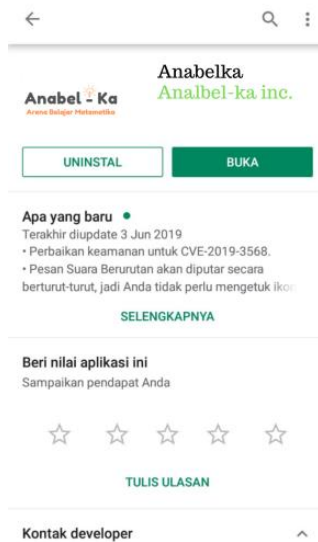 Anabel - Ka
Arena Belajar Matematika
Anabelka
Analbel-ka inc.
UNINSTAL
BUKA
Apa yang baru
Terakhir diupdate 3 Jun 2019
• Perbaikan keamanan untuk CVE-2019-3568.
• Pesan Suara Berurutan akan diputar secara
berturut-turut, jadi Anda tidak perlu mengetuk ikon
SELENGKAPNYA
Beri nilai aplikasi ini
Sampaikan pendapat Anda
TULIS ULASAN
Kontak developer